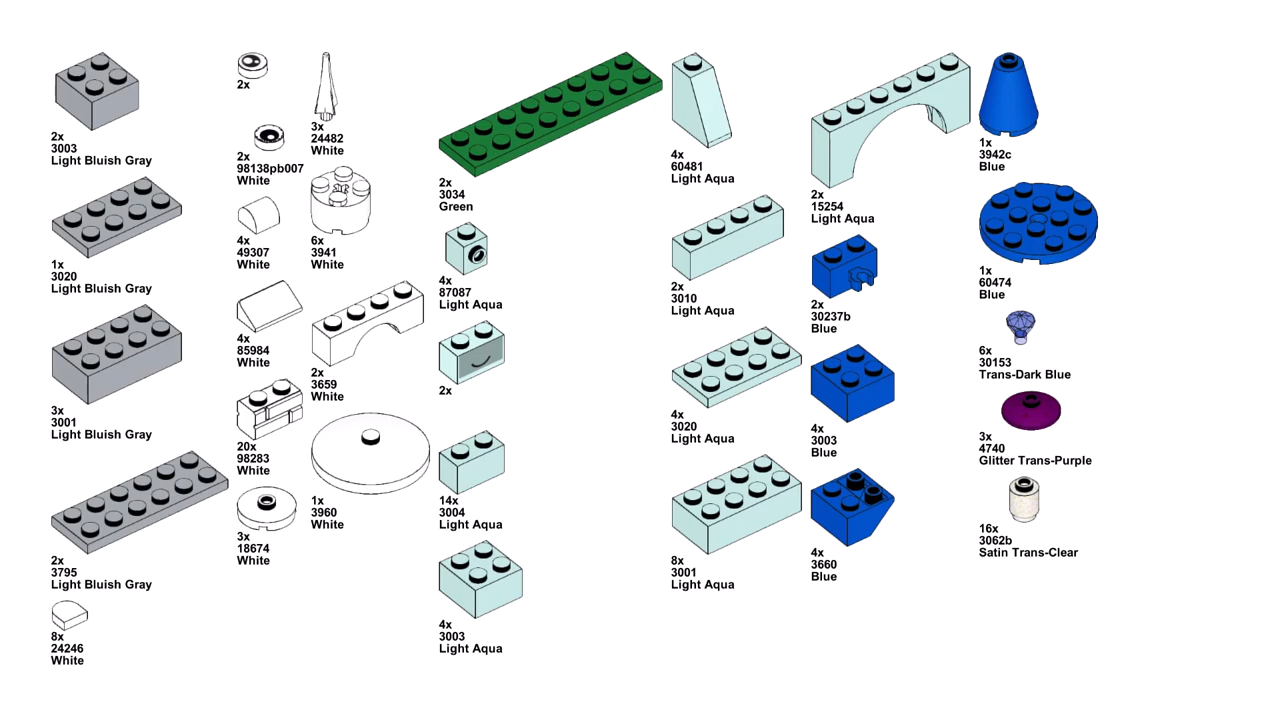 2x
3003
Light Bluish Gray
1x
3020
Light Bluish Gray
3x
3001
Light Bluish Gray
2x
3795
Light Bluish Gray
8x
24246
White
2x
2x
98138pb007
White
4x
49307
White
4x
85984
White
20x
98283
White
3x
18674
White
3x
24482
White
6x
3941
White
2x
3659
White
1x
3960
White
2x
3034
Green
4x
87087
Light Aqua
2x
14x
3004
Light Aqua
4x
3003
Light Aqua
4x
60481
Light Aqua
2x
3010
Light Aqua
4x
3020
Light Aqua
8x
3001
Light Aqua
2x
15254
Light Aqua
2x
30237b
Blue
4x
3003
Blue
4x
3660
Blue
1x
3942c
Blue
1x
60474
Blue
6x
30153
Trans-Dark Blue
3x
4740
Glitter Trans-Purple
16x
3062b
Satin Trans-Clear